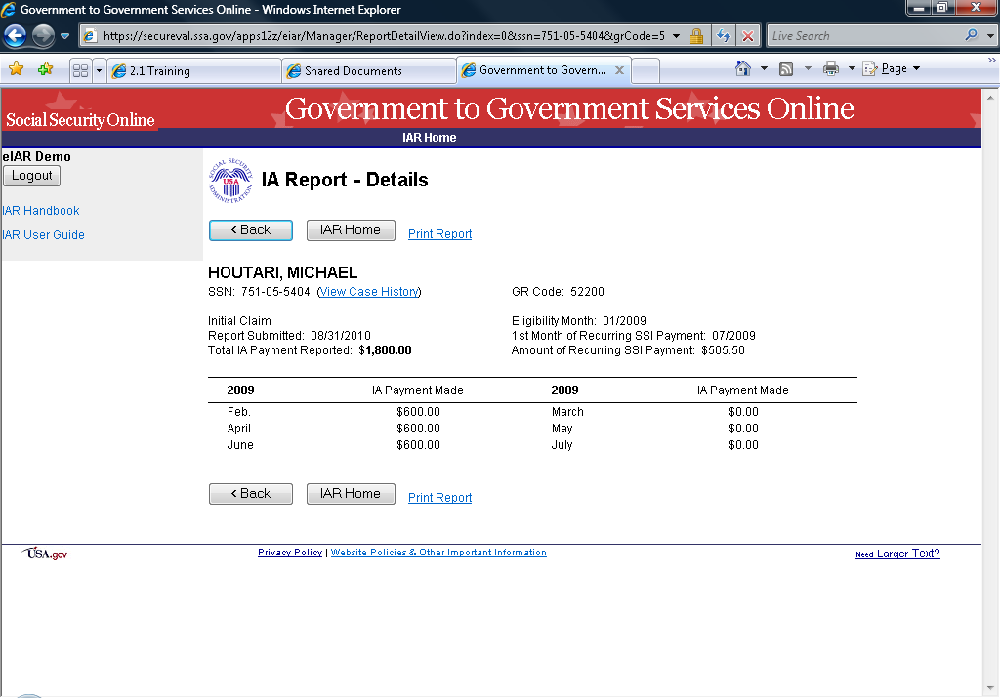 Government to Government Services Online - Windows Internet Explorer
https://secureval.ssa.gov/apps12z/eiar/Manager/ReportDetailView.do?index=0&ssn=751-05-5404&grCode=5
Live Search
2.1 Training
Shared Documents
Government to Govern...
Page
Social Security Online
Government to Government Services Online
IAR Home
eIAR Demo
Logout
IAR Handbook
IAR User Guide
SOCIAL SECURITY ADMINISTRATION
USA
IA Report - Details
< Back IAR Home Print Report
HOUTARI, MICHAEL
SSN: 751-05-5404 (View Case History) GR Code: 52200
Initial Claim Eligibility Month: 01/2009
Report Submitted: 08/31/2010 1st Month of Recurring SSI Payment: 07/2009
Total IA Payment Reported: $1,800.00 Amount of Recurring SSI Payment: $505.50
2009 IA Payment Made 2009 IA Payment Made
Feb. $600.00 March $0.00
April $600.00 May $0.00
June $600.00 July $0.00
< Back IAR Home Print Report
USA.gov Privacy Policy | Website Policies & Other Important Information Need Larger Text?